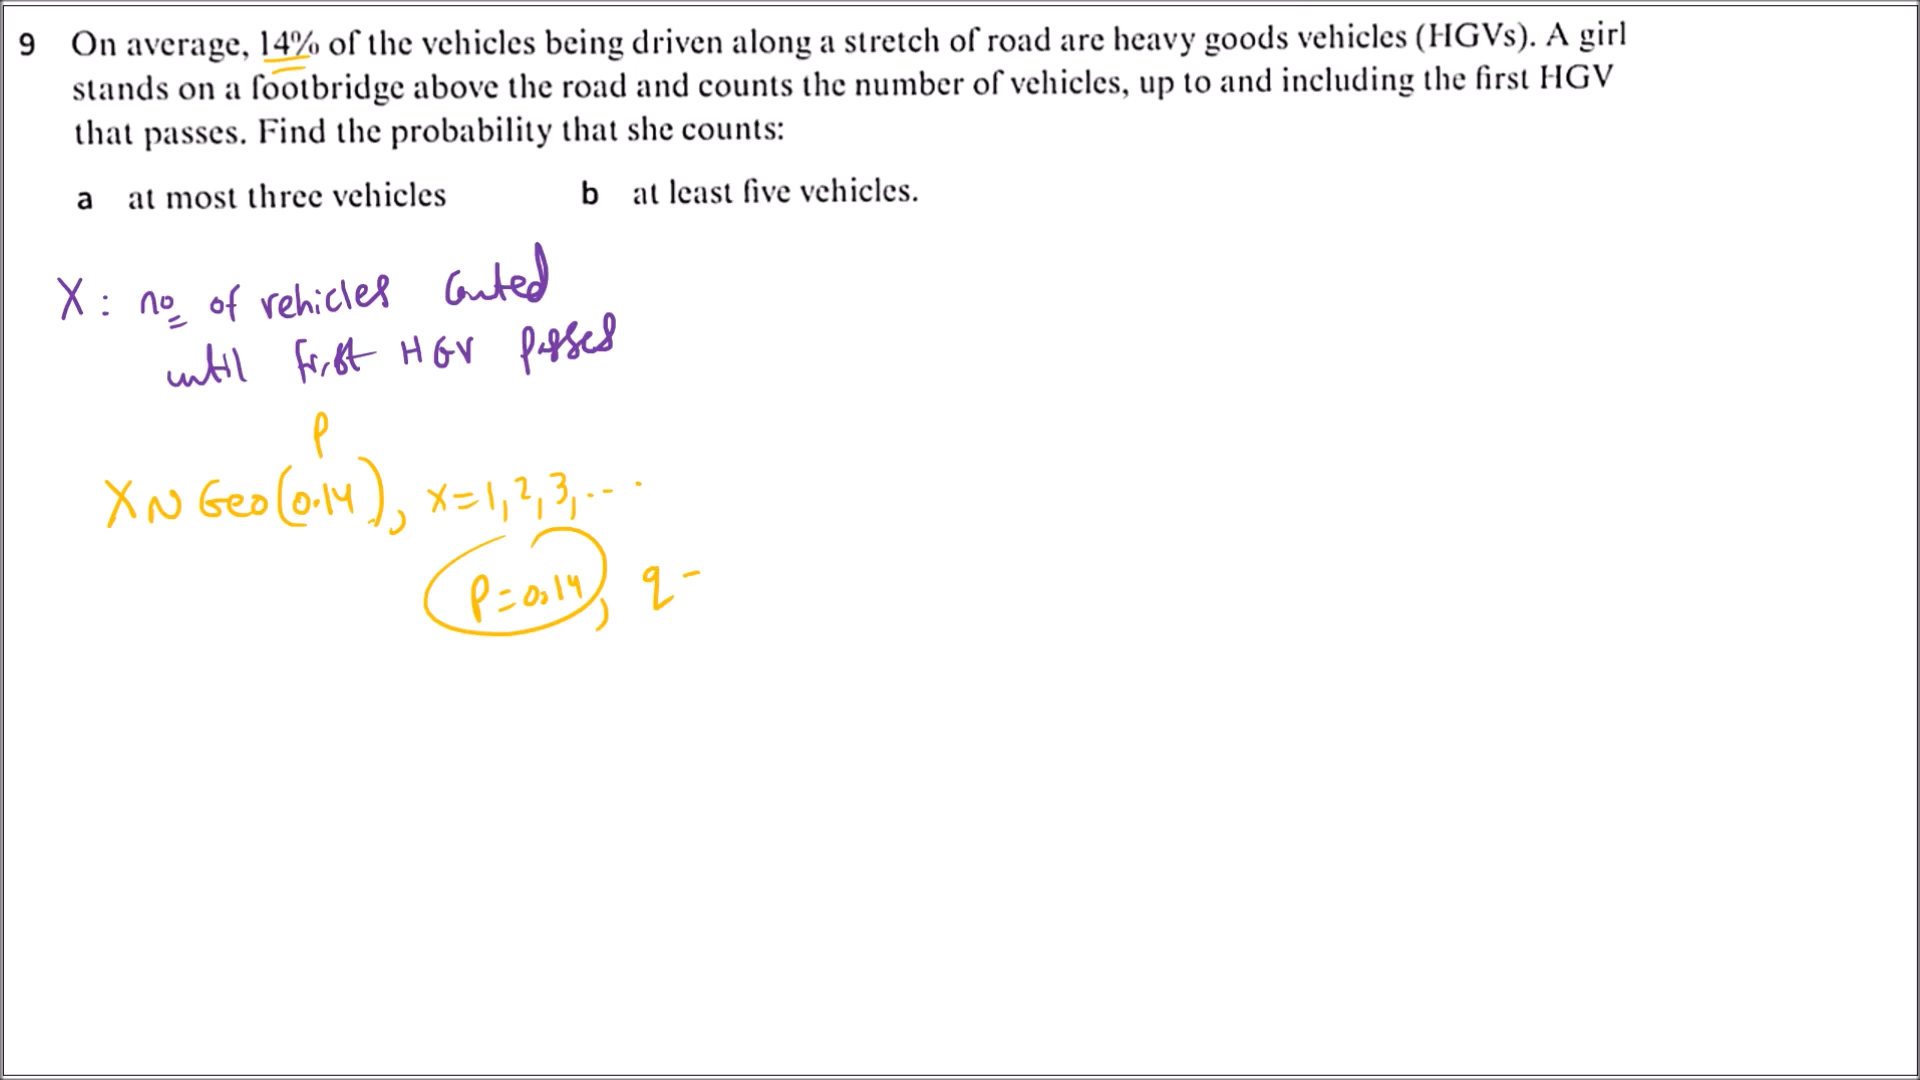 9 On average, 14% of the vehicles being driven along a stretch of road are heavy goods vehicles (HGVs). A girl
stands on a footbridge above the road and counts the number of vehicles, up to and including the first HGV
that passes. Find the probability that she counts:
a at most three vehicles b at least five vehicles.
X: no of vehicles Counted
until first HGV passes
P
X ~ Geo(0.14), x=1,2,3,...
P=0.14, q -